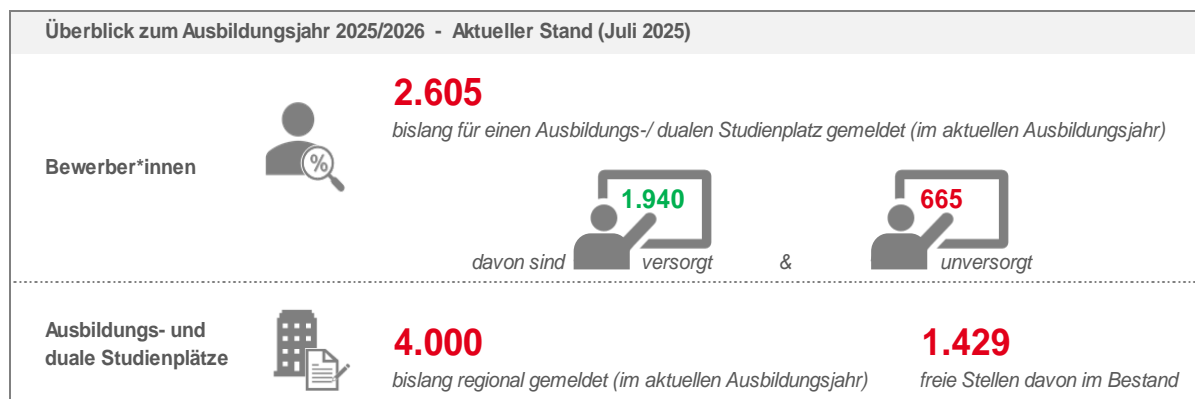 Überblick zum Ausbildungsjahr 2025/2026 - Aktueller Stand (Juli 2025)
2.605
bislang für einen Ausbildungs-/ dualen Studienplatz gemeldet (im aktuellen Ausbildungsjahr)
Bewerber*innen
%
1.940
665
davon sind versorgt & unversorgt
Ausbildungs- und
duale Studienplätze
4.000
1.429
bislang regional gemeldet (im aktuellen Ausbildungsjahr)
freie Stellen davon im Bestand